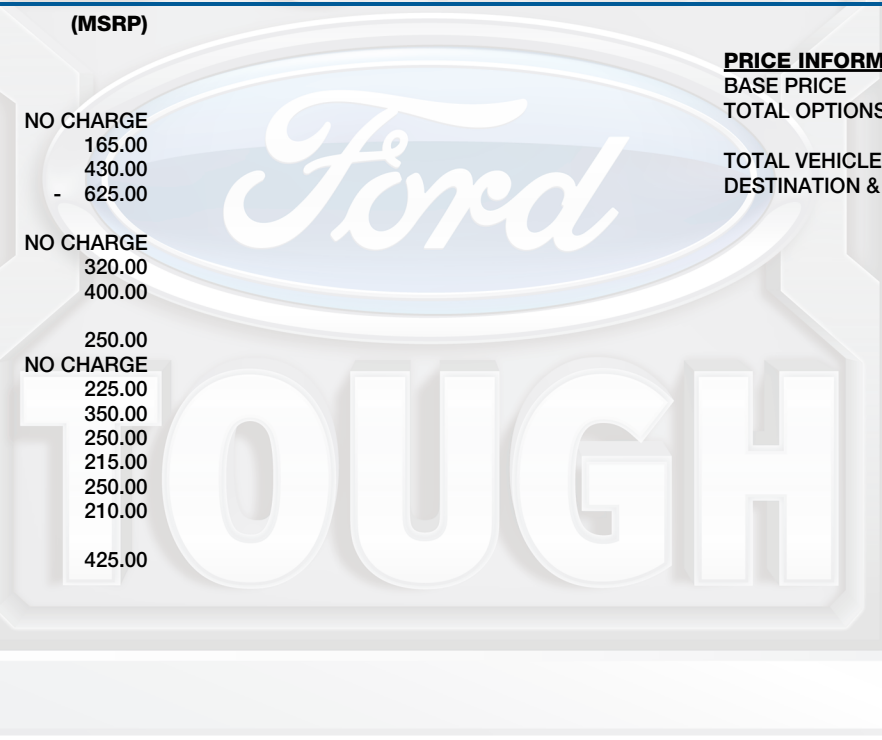 (MSRP)
PRICE INFORM
BASE PRICE
TOTAL OPTIONS
TOTAL VEHICLE
DESTINATION &
NO CHARGE
165.00
430.00
- 625.00
NO CHARGE
320.00
400.00
250.00
NO CHARGE
225.00
350.00
250.00
215.00
250.00
210.00
425.00
Ford
TOUGH